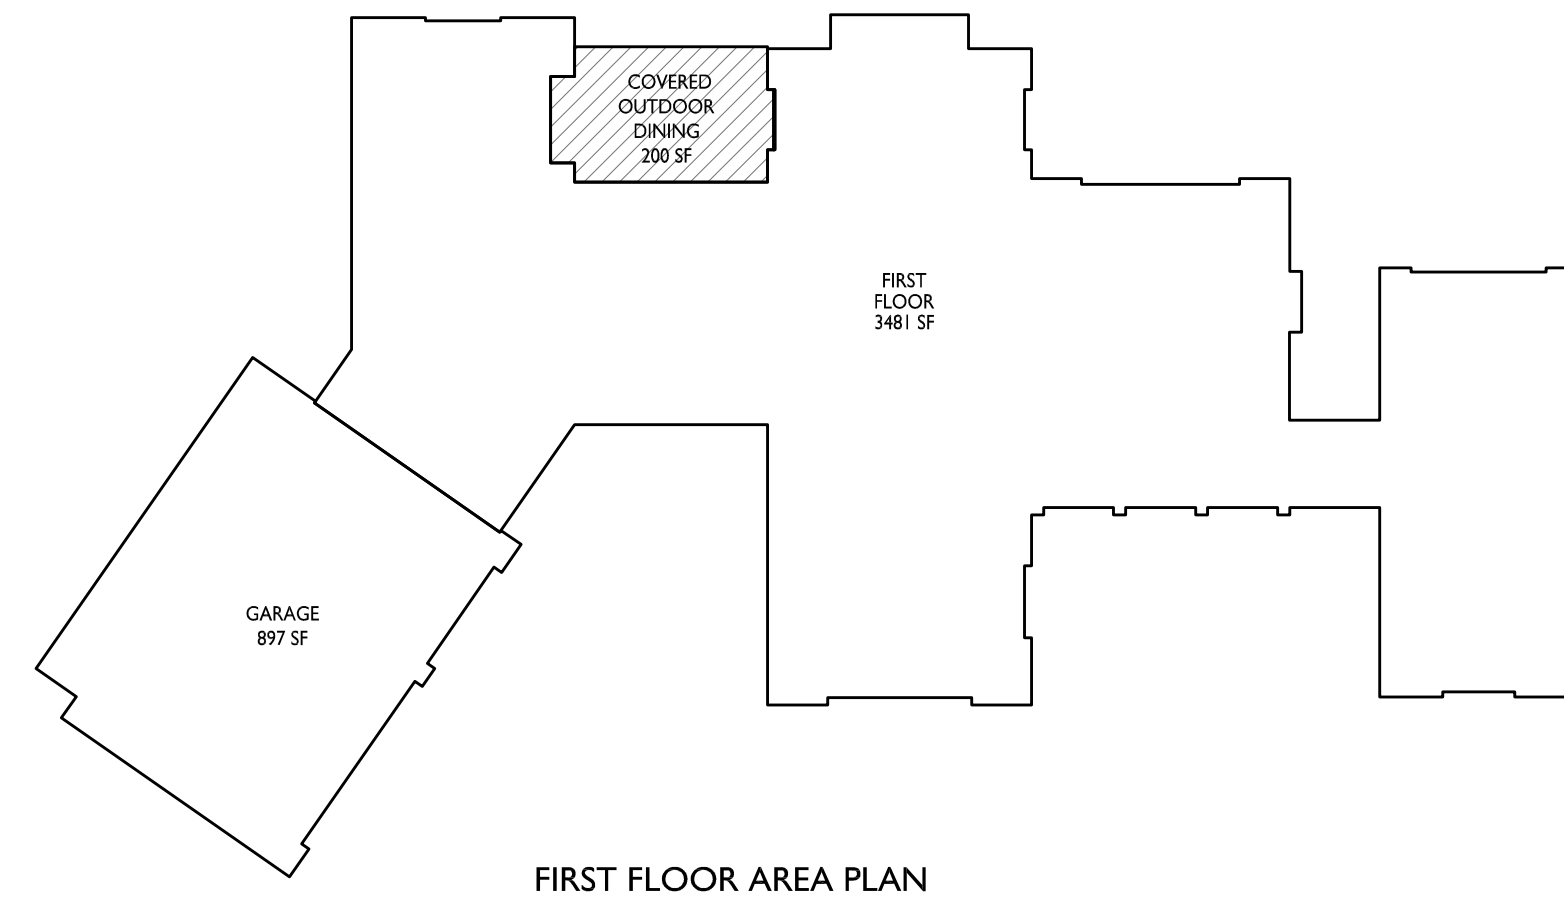 COVERED
OUTDOOR
DINING
200 SF
FIRST
FLOOR
3481 SF
GARAGE
897 SF
FIRST FLOOR AREA PLAN